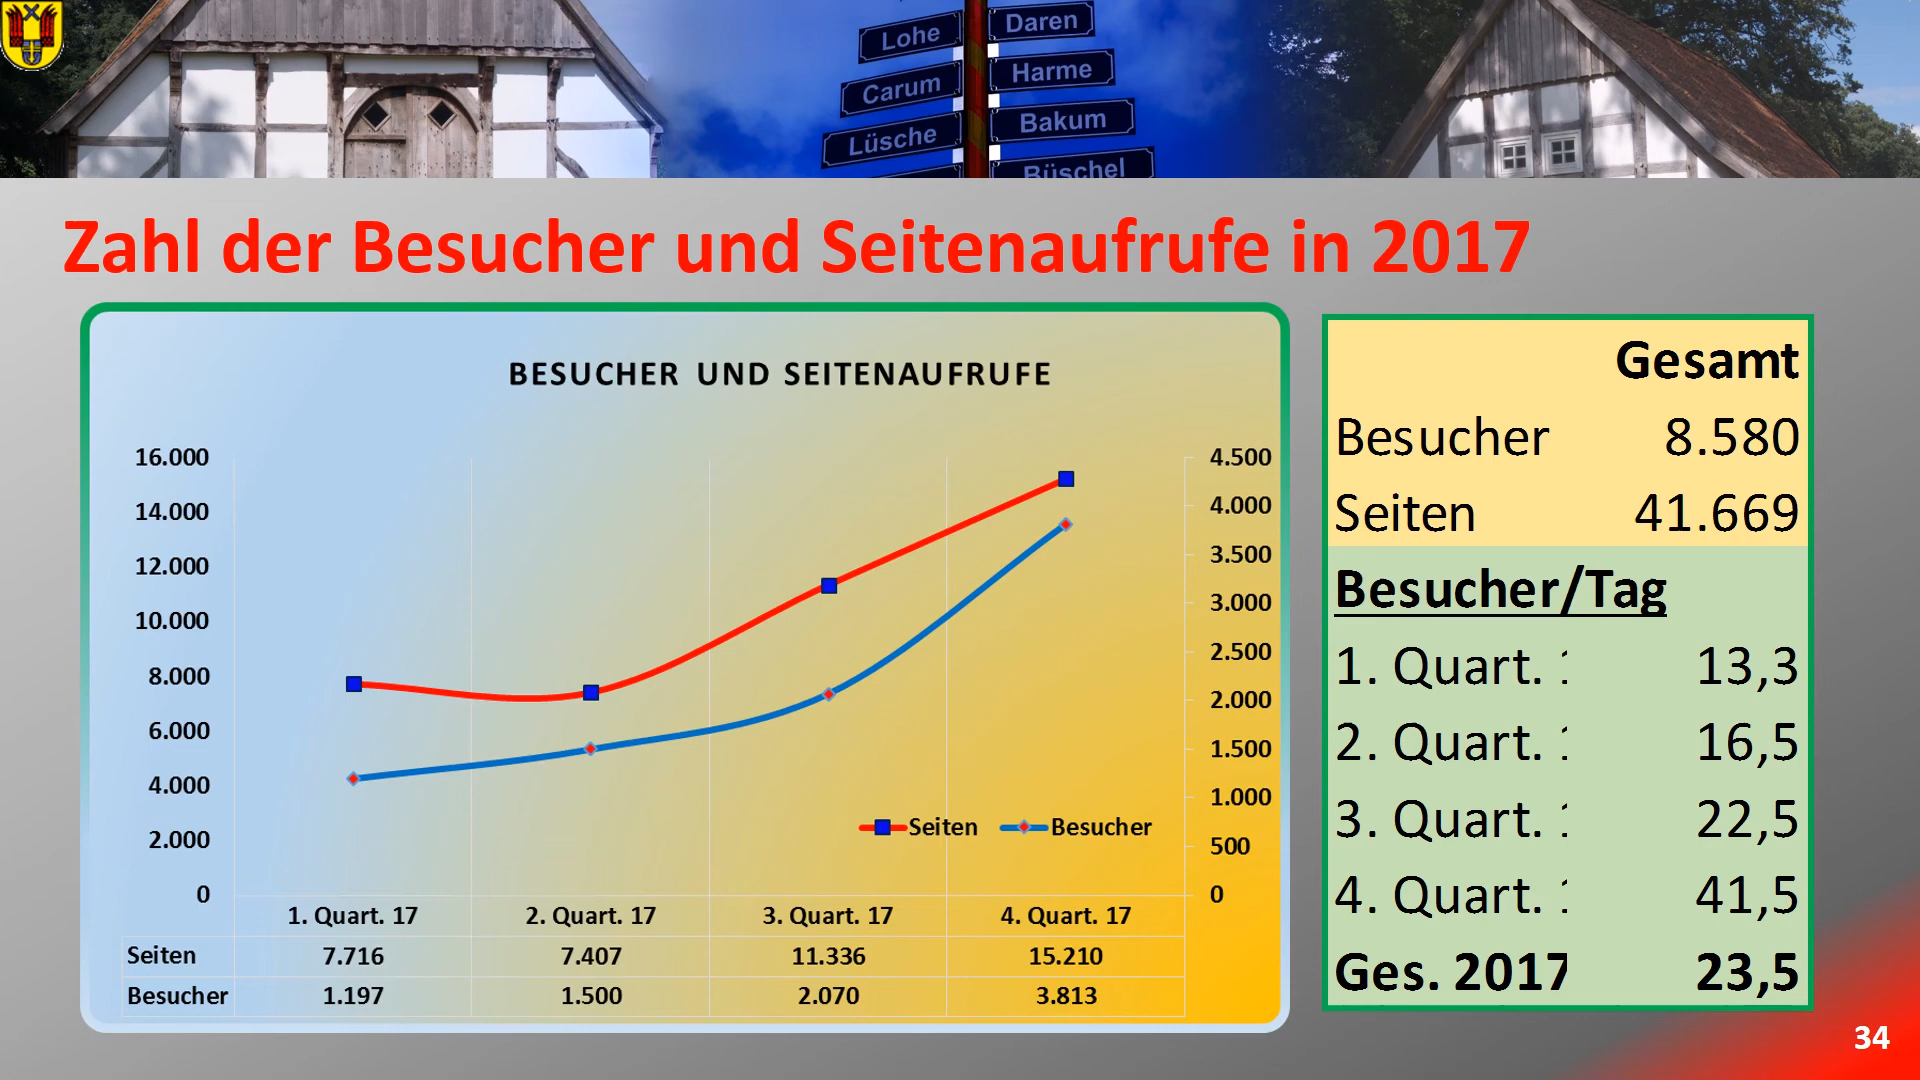 Lohe
Daren
Carum
Harme
Lüsche
Bakum
Büschel
Zahl der Besucher und Seitenaufrufe in 2017
BESUCHER UND SEITENAUFRUFE
16.000
14.000
12.000
10.000
8.000
6.000
4.000
2.000
0
4.500
4.000
3.500
3.000
2.500
2.000
1.500
1.000
500
0
Seiten Besucher
1. Quart. 17 2. Quart. 17 3. Quart. 17 4. Quart. 17
Seiten 7.716 7.407 11.336 15.210
Besucher 1.197 1.500 2.070 3.813
Gesamt
Besucher 8.580
Seiten 41.669
Besucher/Tag
1. Quart. 13,3
2. Quart. 16,5
3. Quart. 22,5
4. Quart. 41,5
Ges. 2017 23,5
34